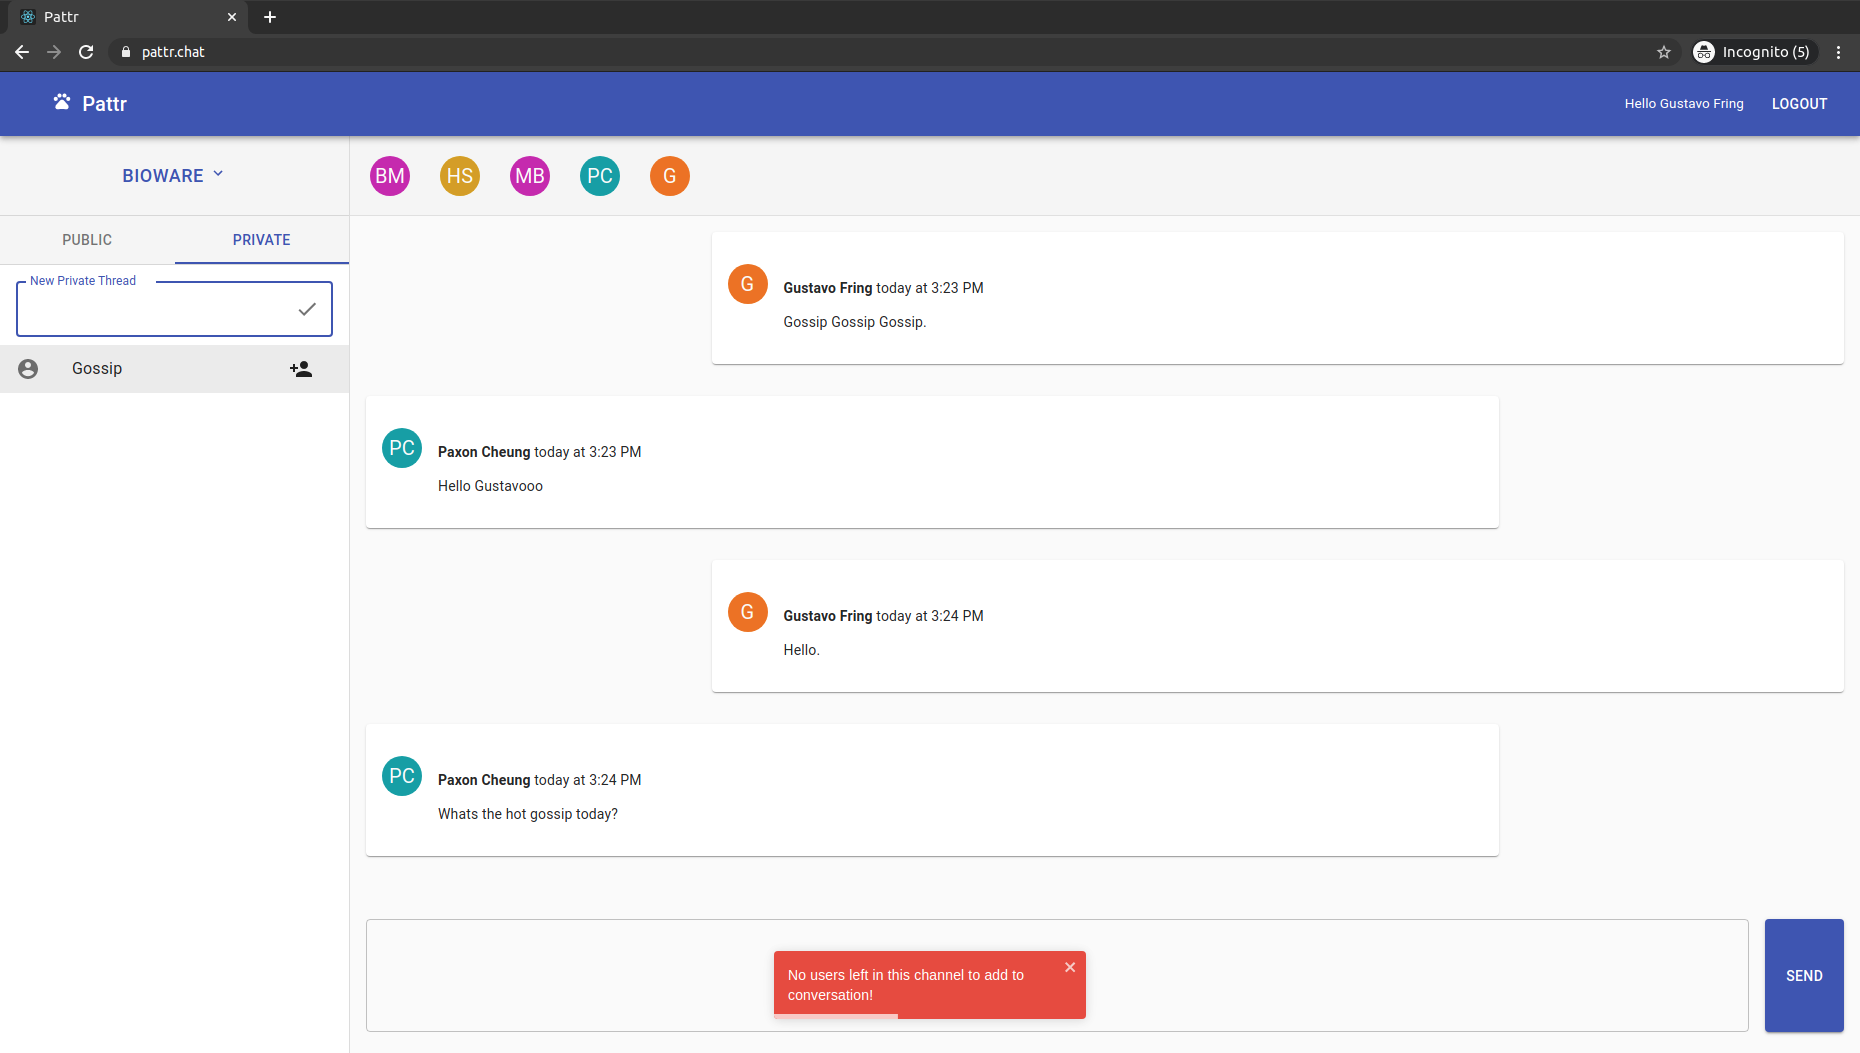 Pattr
pattr.chat
Incognito (5)
Pattr
Hello Gustavo Fring
LOGOUT
BIOWARE
BM
HS
MB
PC
G
PUBLIC
PRIVATE
New Private Thread
Gossip
G
Gustavo Fring today at 3:23 PM
Gossip Gossip Gossip.
PC
Paxon Cheung today at 3:23 PM
Hello Gustavooo
G
Gustavo Fring today at 3:24 PM
Hello.
PC
Paxon Cheung today at 3:24 PM
Whats the hot gossip today?
No users left in this channel to add to
conversation!
SEND